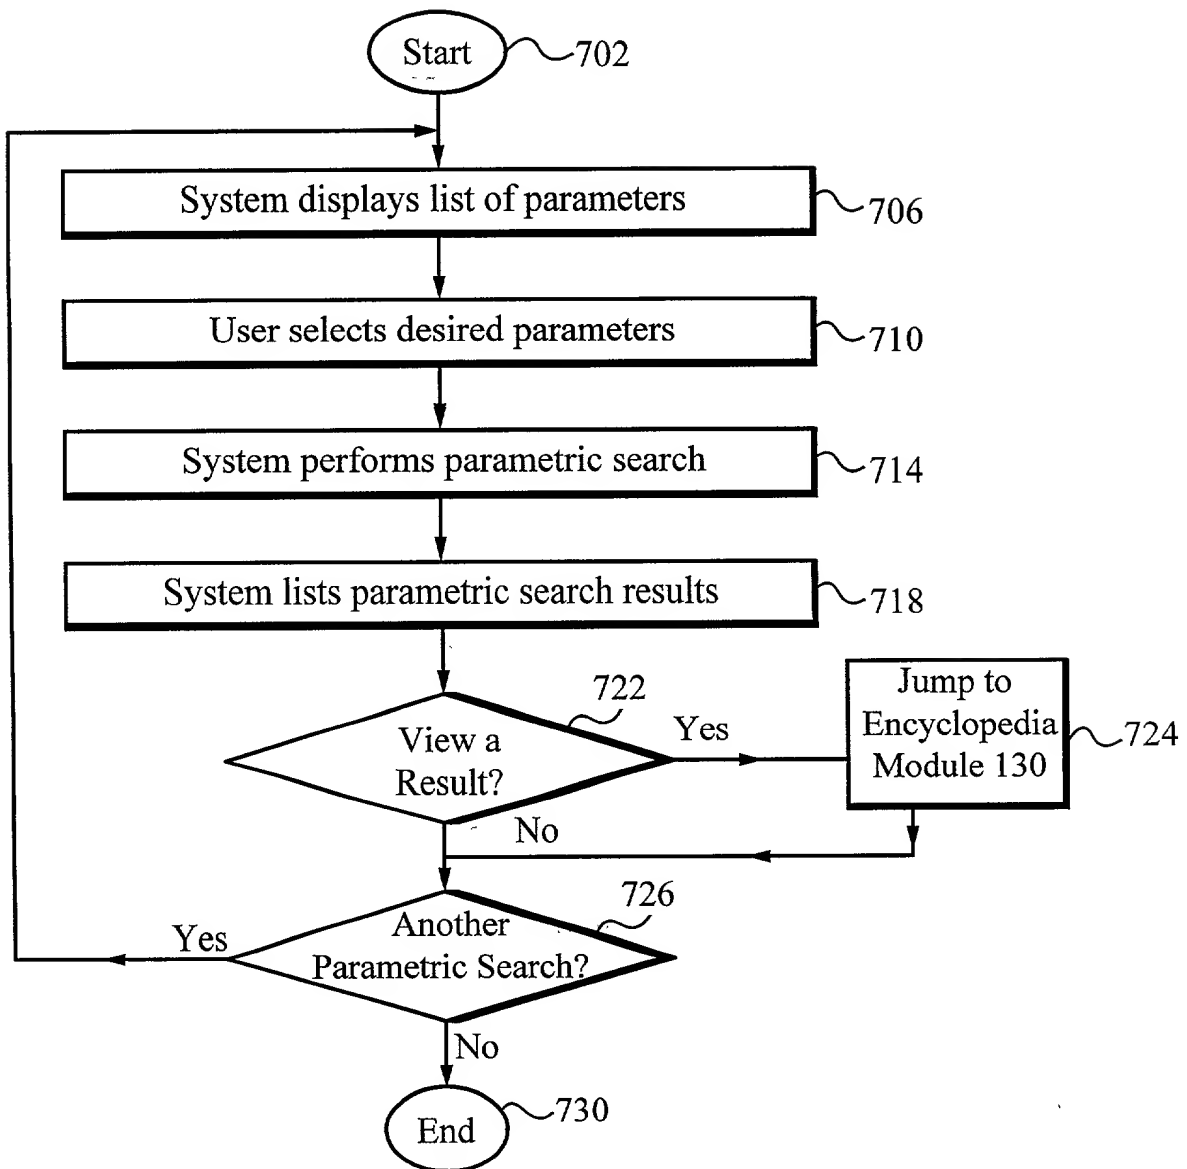 Start
702
System displays list of parameters
706
User selects desired parameters
710
System performs parametric search
714
System lists parametric search results
718
722
View a
Result?
Yes
Jump to
Encyclopedia
Module 130
724
No
726
Another
Parametric Search?
Yes
No
End
730